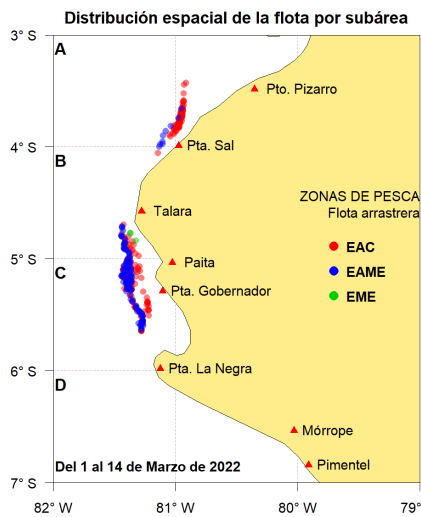 Distribución espacial de la flota por subárea
3° S
A
Pto. Pizarro
4° S
Pta. Sal
B
ZONAS DE PESCA
Flota arrastrera
Talara
EAC
5° S
Paita
C
EAME
Pta. Gobernador
EME
6° S
Pta. La Negra
D
Mórrope
Del 1 al 14 de Marzo de 2022
Pimentel
7° S
82° W
81° W
80° W
79° W